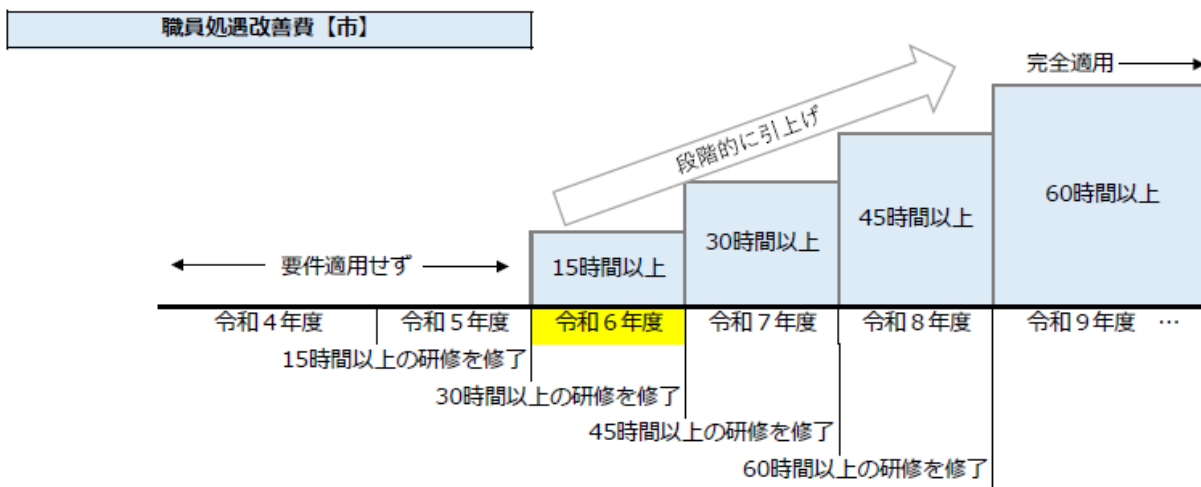 職員処遇改善費【市】
完全適用
段階的に引上げ
60時間以上
45時間以上
30時間以上
15時間以上
要件適用せず
令和４年度 令和５年度 令和６年度 令和７年度 令和８年度 令和９年度 …
15時間以上の研修を修了
30時間以上の研修を修了
45時間以上の研修を修了
60時間以上の研修を修了